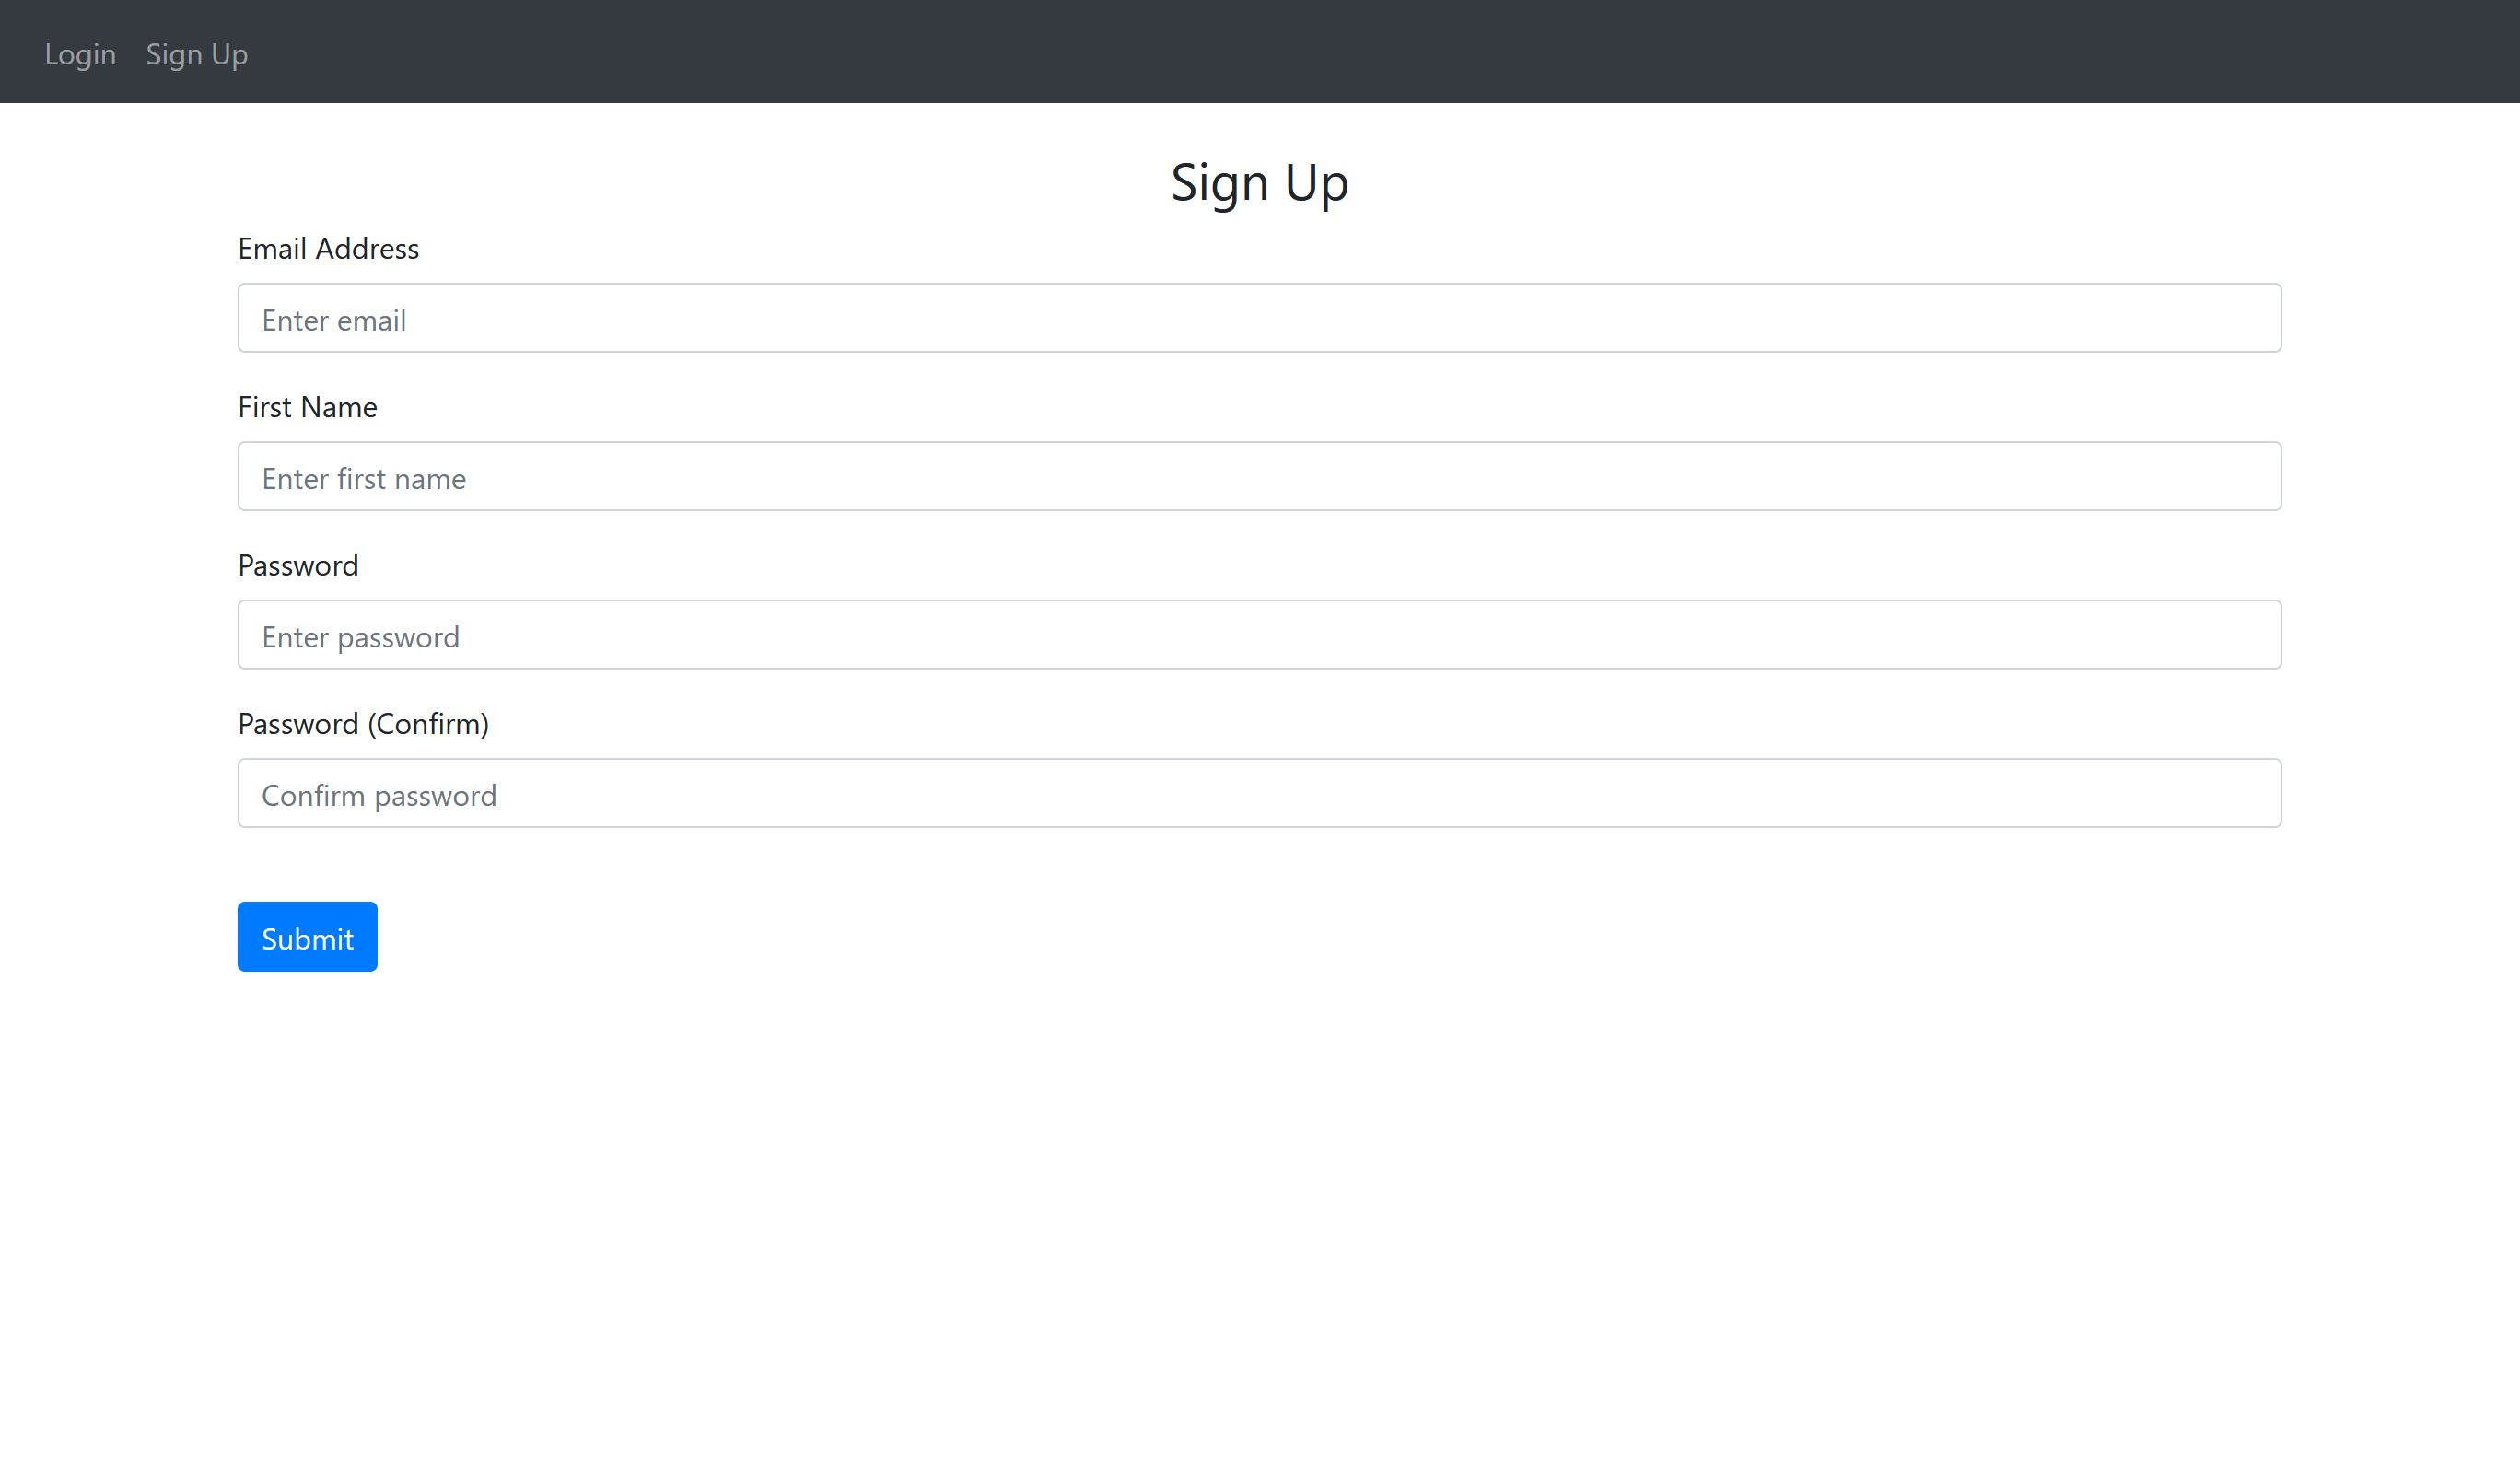 Login Sign Up
Sign Up
Email Address
Enter email
First Name
Enter first name
Password
Enter password
Password (Confirm)
Confirm password
Submit